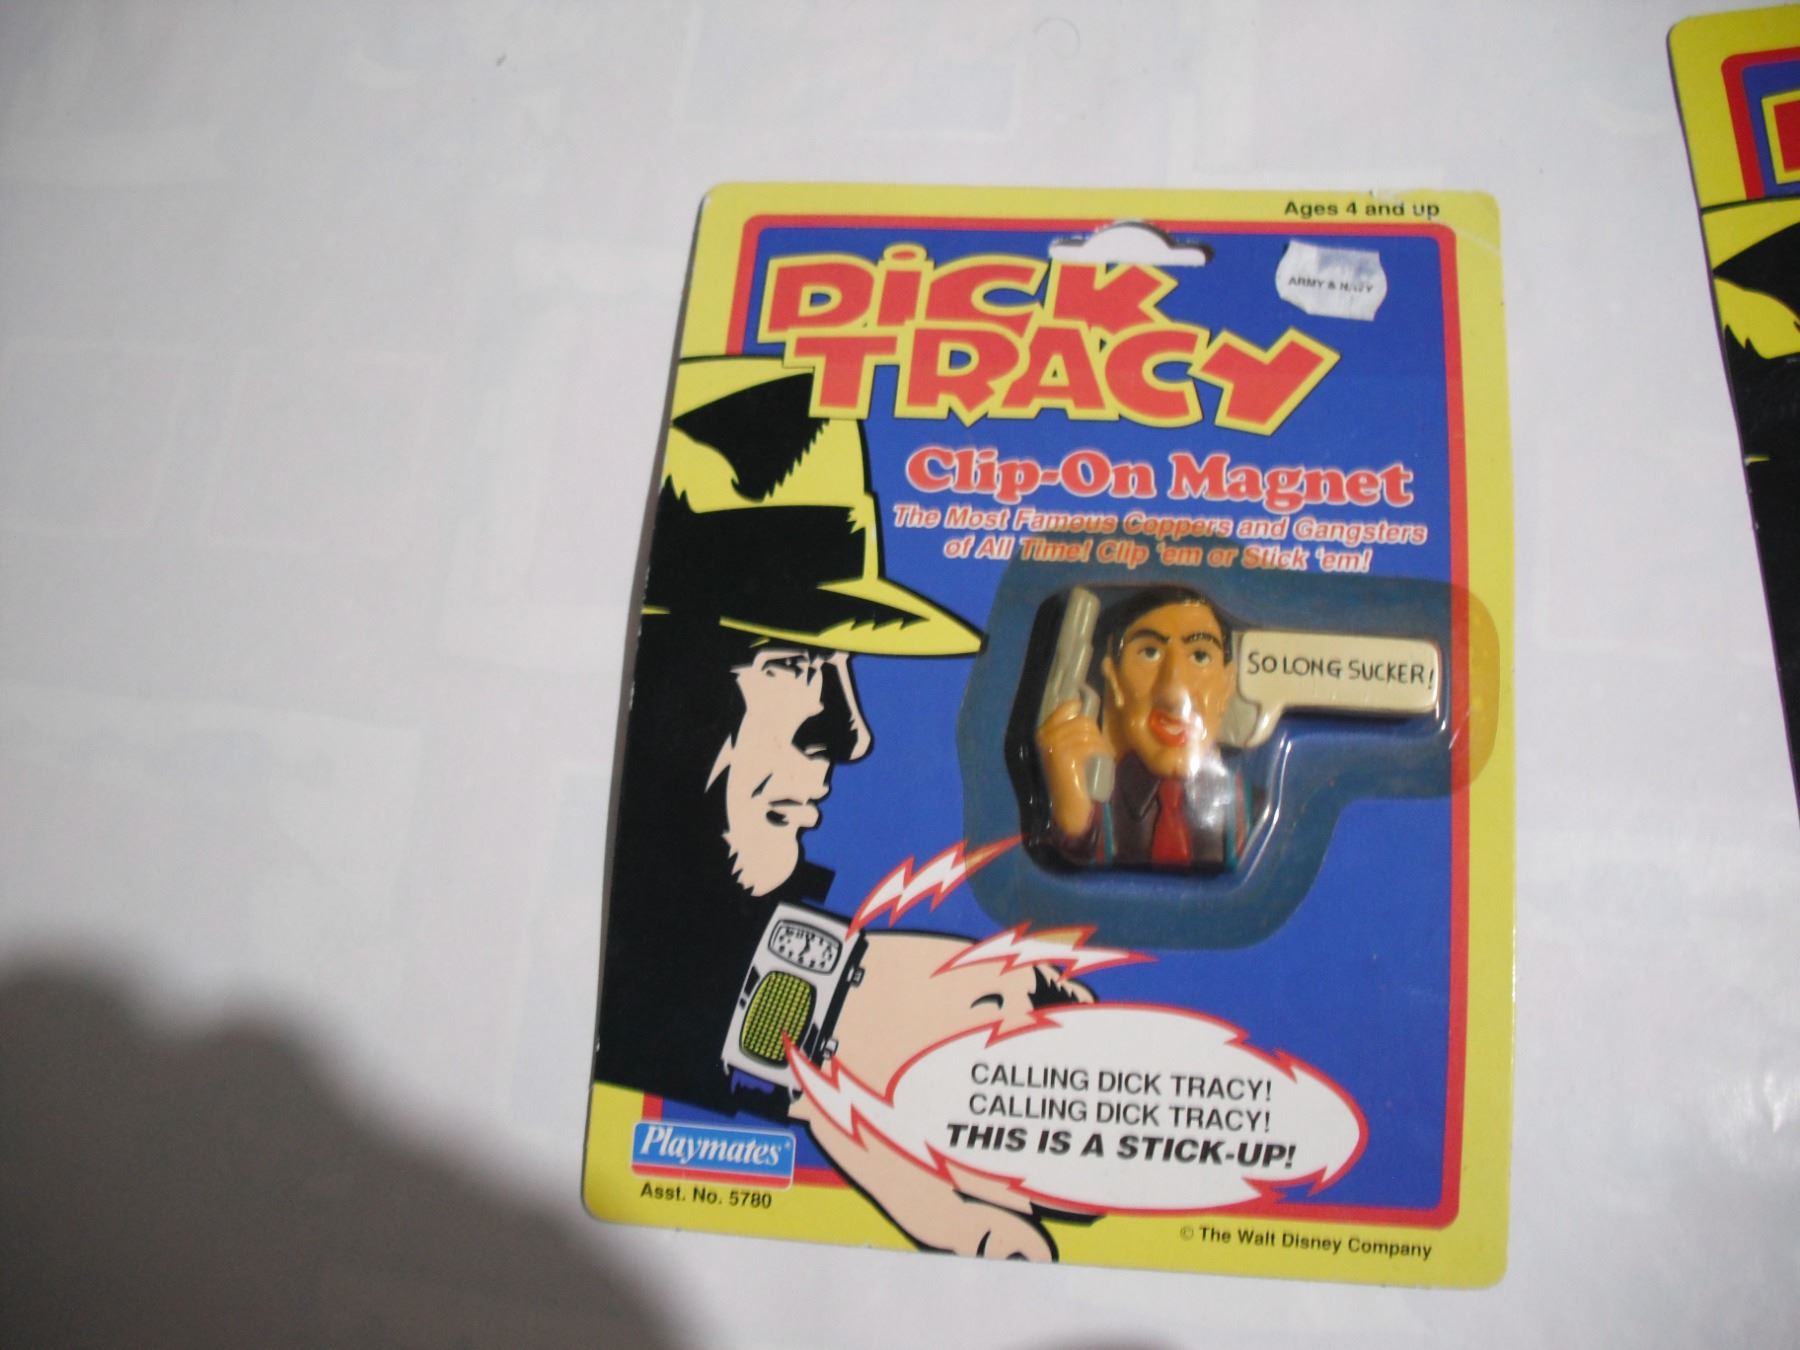 Ages 4 and up
DiCK
TRACY
ARMY & NAVY
Clip-On Magnet
The Most Famous Coppers and Gangsters
of All Time! Clip 'em or Stick 'em!
SO LONG SUCKER!
CALLING DICK TRACY!
CALLING DICK TRACY!
THIS IS A STICK-UP!
Playmates
Asst. No. 5780
© The Walt Disney Company